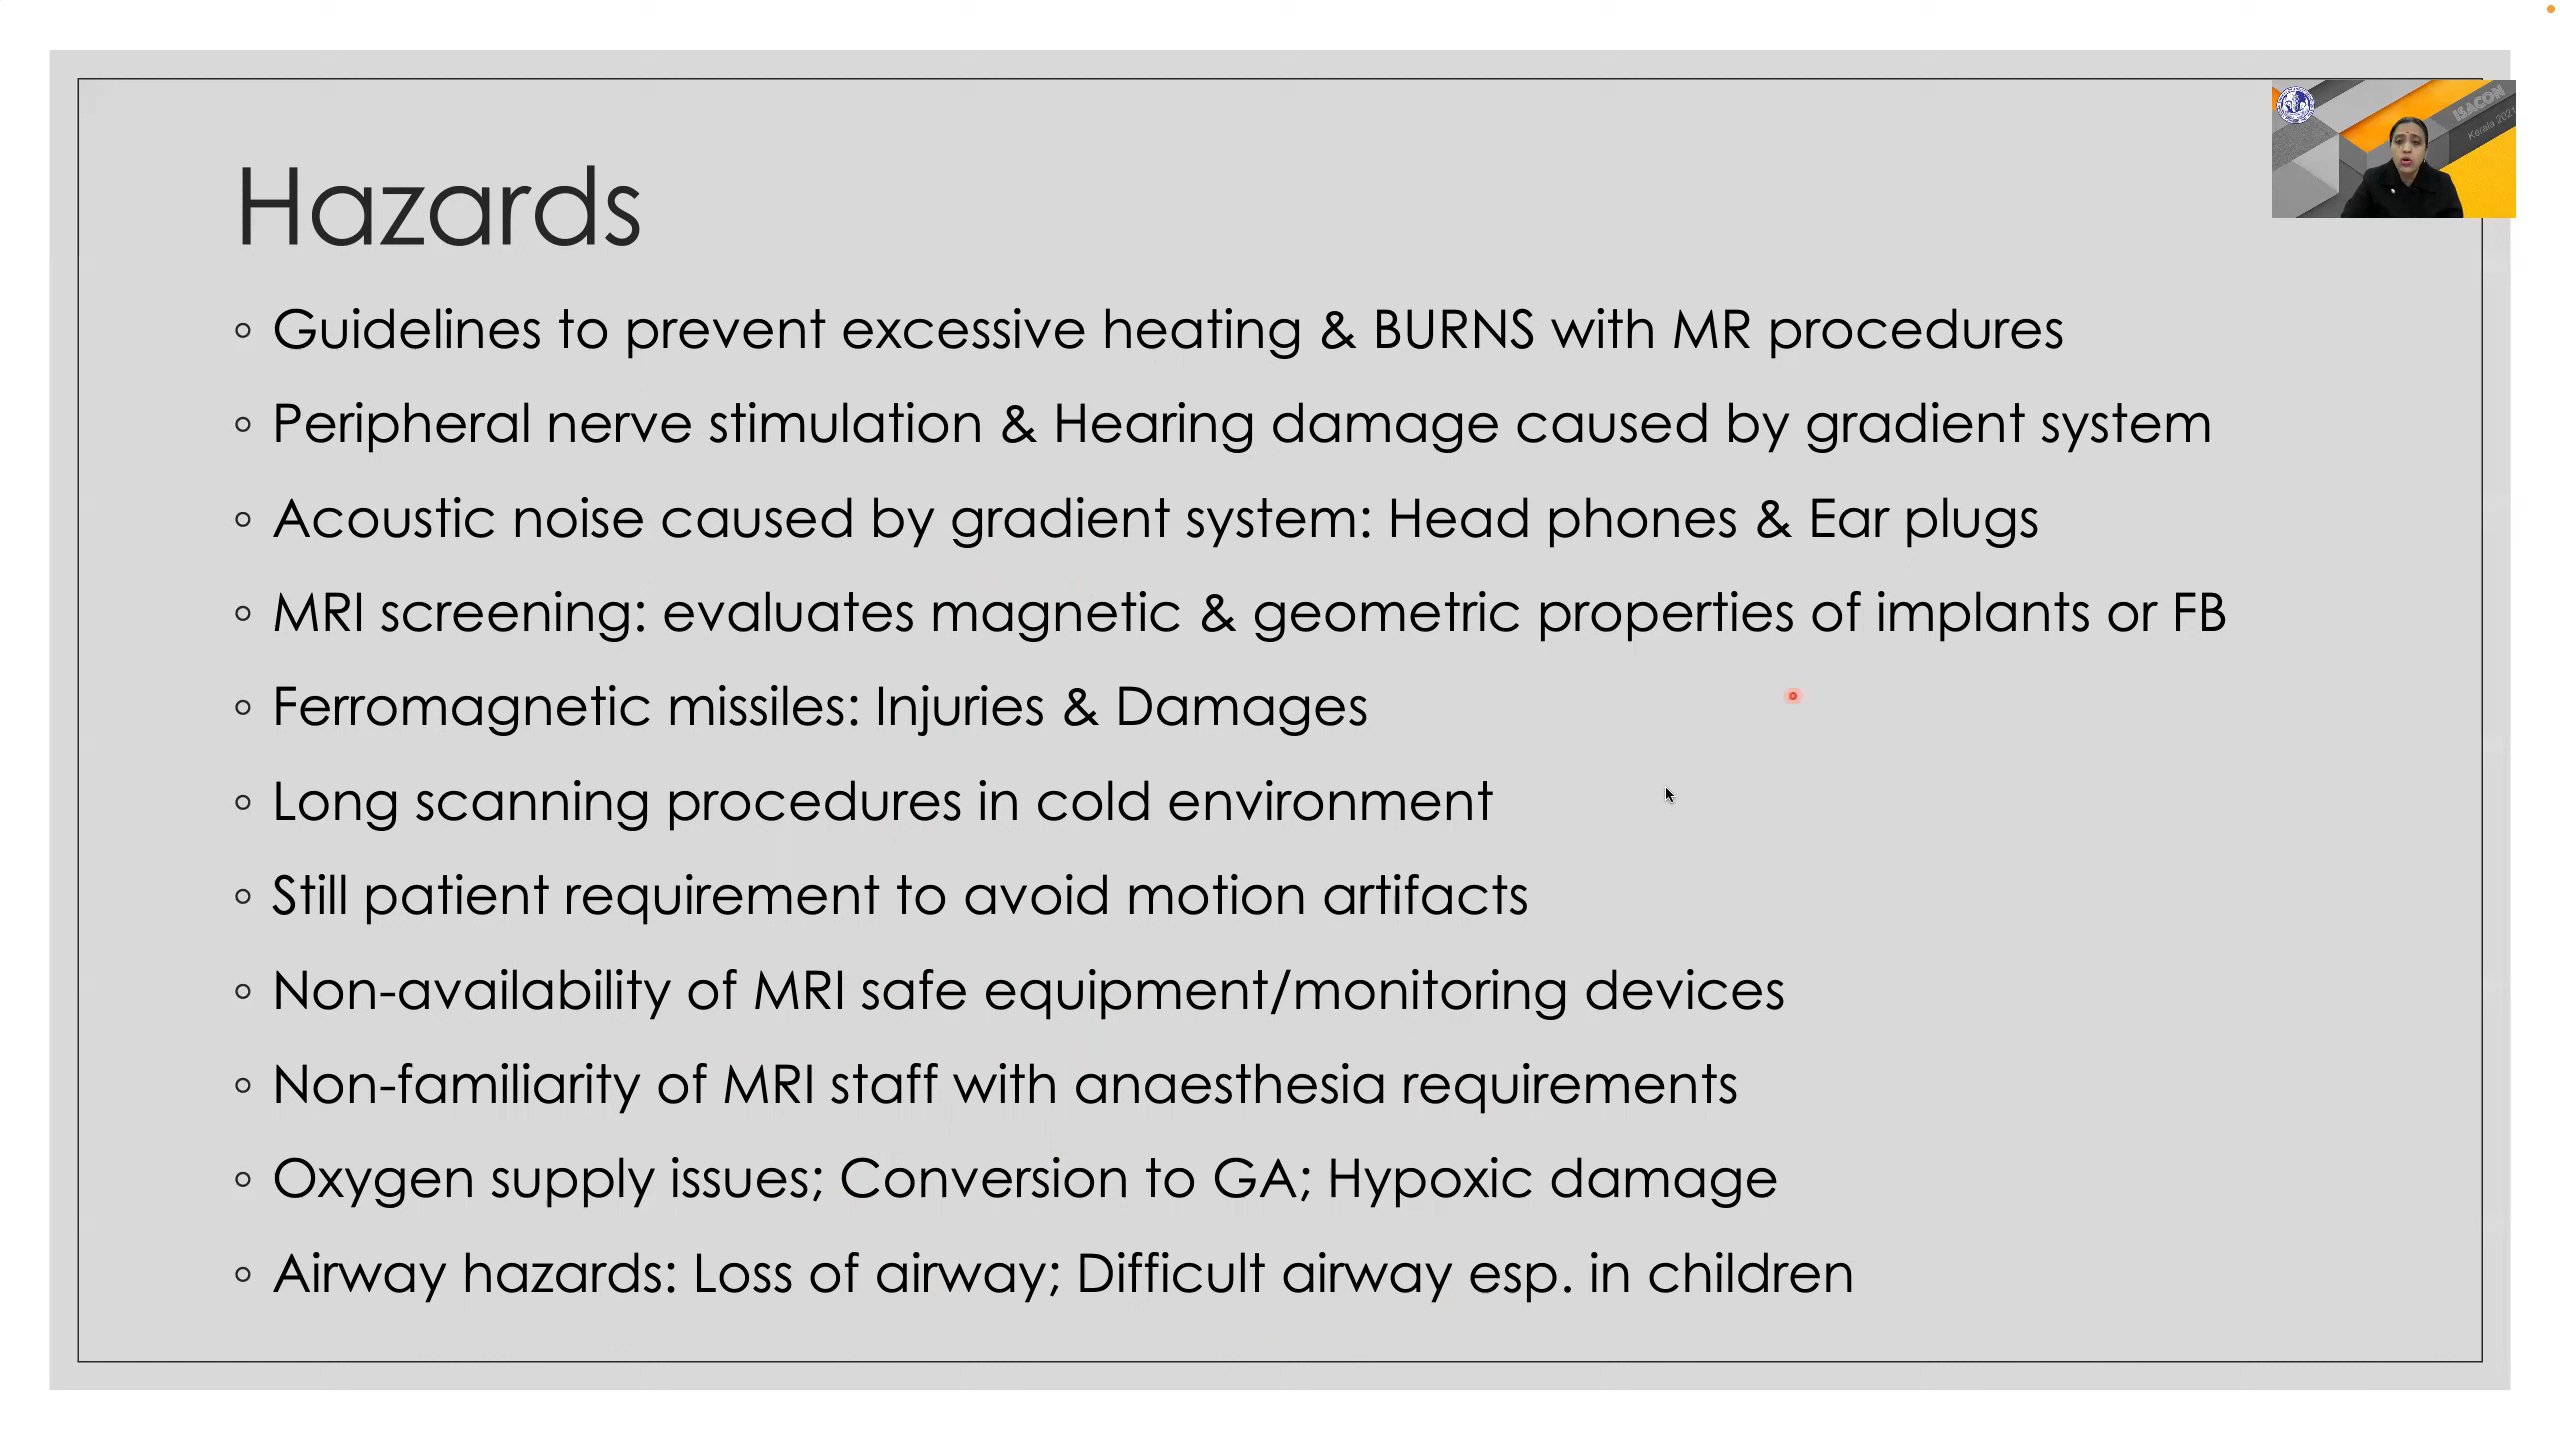 ISACON
Kerala 2021
Hazards
◦ Guidelines to prevent excessive heating & BURNS with MR procedures
◦ Peripheral nerve stimulation & Hearing damage caused by gradient system
◦ Acoustic noise caused by gradient system: Head phones & Ear plugs
◦ MRI screening: evaluates magnetic & geometric properties of implants or FB
◦ Ferromagnetic missiles: Injuries & Damages
◦ Long scanning procedures in cold environment
◦ Still patient requirement to avoid motion artifacts
◦ Non-availability of MRI safe equipment/monitoring devices
◦ Non-familiarity of MRI staff with anaesthesia requirements
◦ Oxygen supply issues; Conversion to GA; Hypoxic damage
◦ Airway hazards: Loss of airway; Difficult airway esp. in children